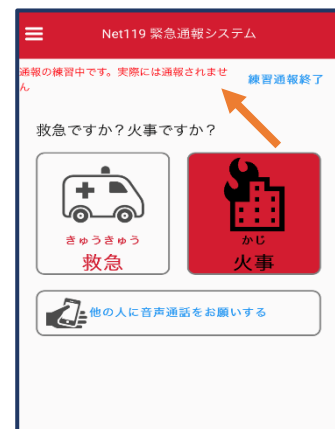 Net119 緊急通報システム
通報の練習中です。実際には通報されませ
ん
練習通報終了
救急ですか？火事ですか？
きゅうきゅう
救急
かじ
火事
他の人に音声通話をお願いする